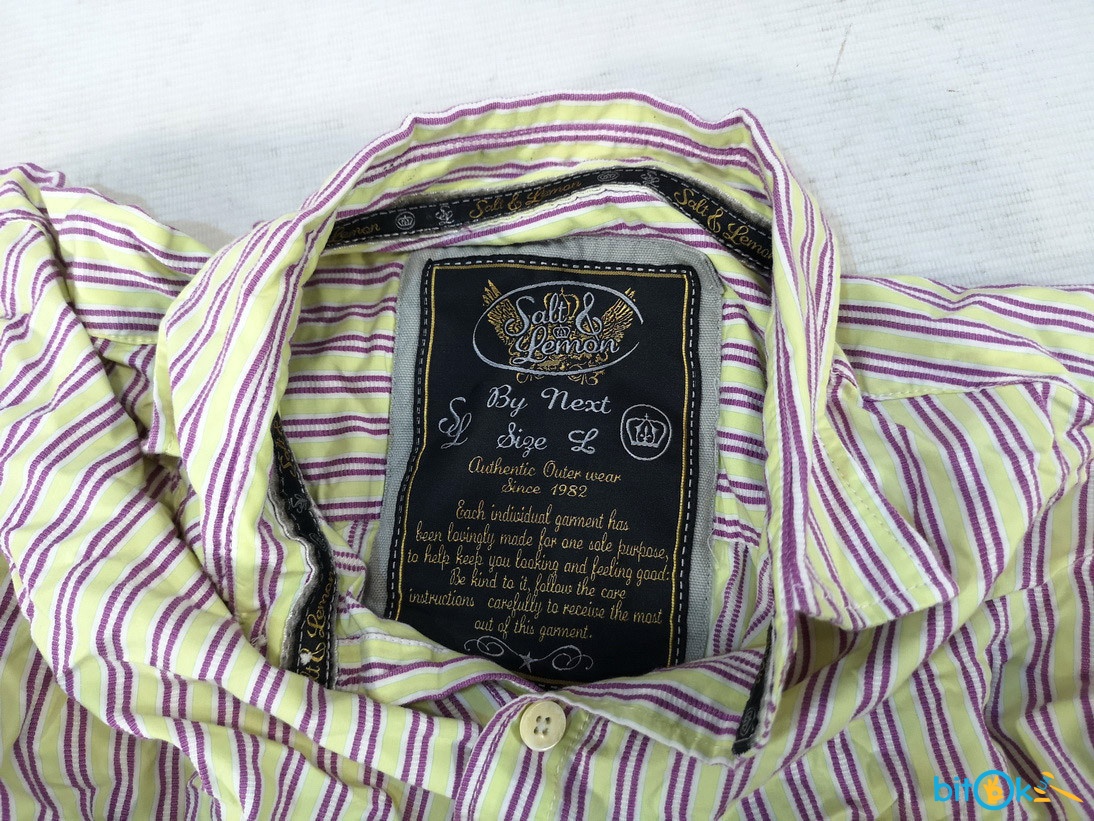 Lemon Salt & Lemon Salt & Lemon
Salt &
Lemon
By Next
SL Size L
Authentic Outer wear
Since 1982
Each individual garment has
been lovingly made for one sole purpose,
to help keep you looking and feeling good:
Be kind to it, follow the care
instructions carefully to receive the most
out of this garment.
& Lemon
bitOk